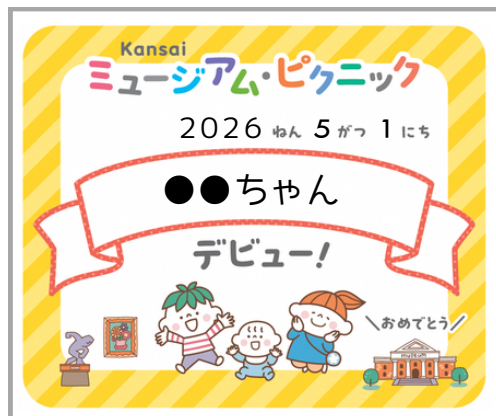 Kansai
ミュージアム・ピクニック
2026 ねん 5 がつ 1 にち
●●ちゃん
デビュー!
\おめでとう/
museum